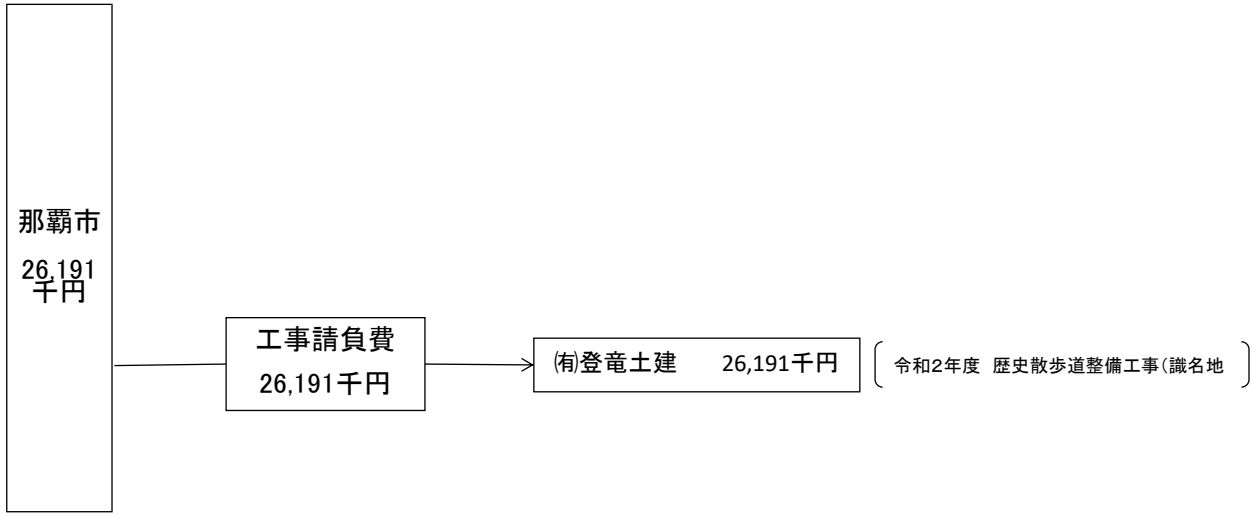 那覇市
26,191
千円
工事請負費
26,191千円
㈲登竜土建 26,191千円
令和2年度 歴史散歩道整備工事(識名地